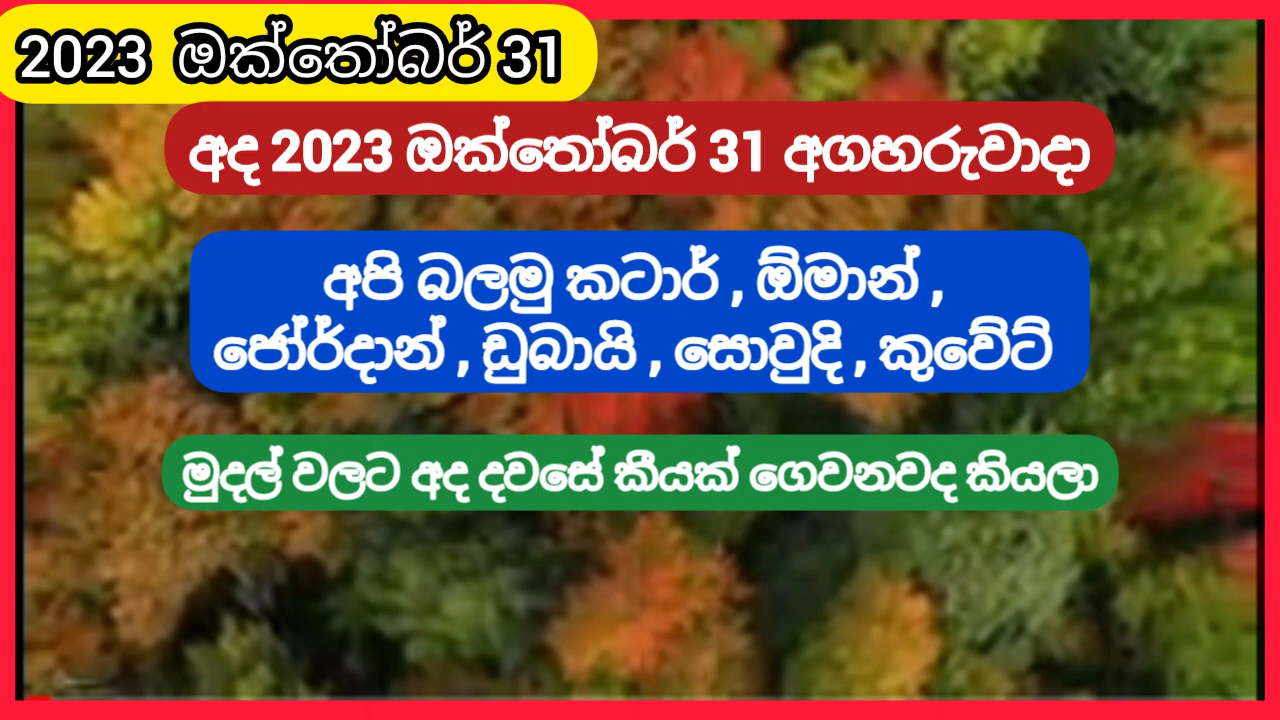 2023 ඔක්තෝබර් 31
අද 2023 ඔක්තෝබර් 31 අගහරුවාදා
අපි බලමු කටාර් , ඕමාන් ,
ජෝර්දාන් , ඩුබායි , සෞවුදි , කුවේට්
මුදල් වලට අද දවසේ කීයක් ගෙවනවද කියලා